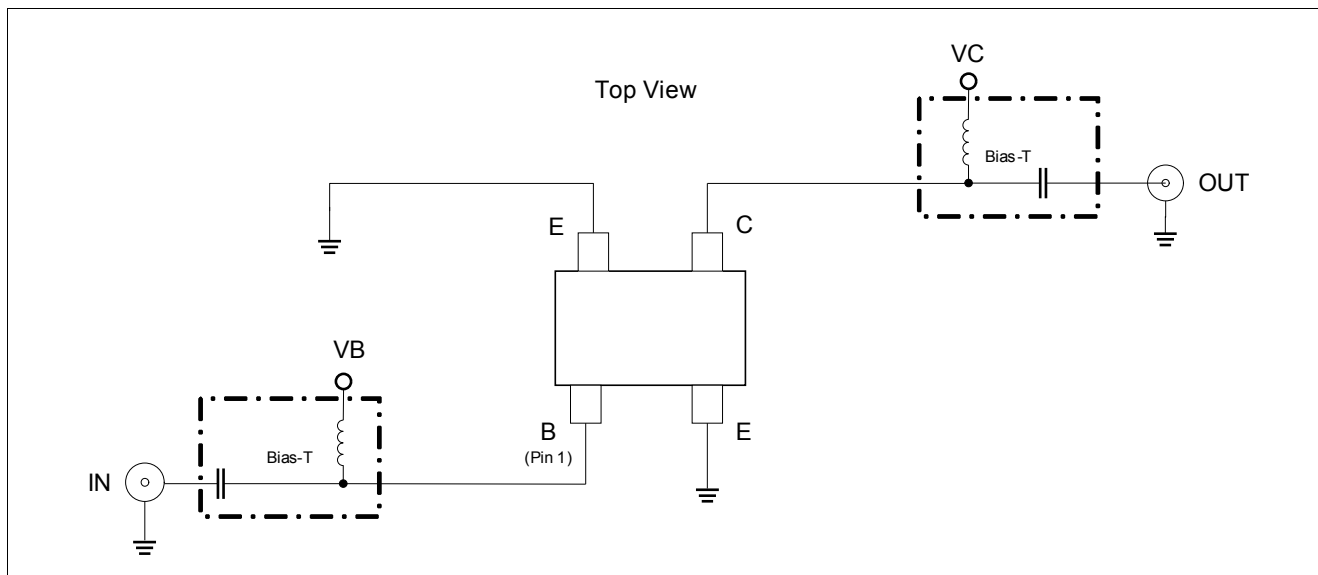 VC
Top View
Bias-T
OUT
E
C
VB
B
E
(Pin 1)
Bias-T
IN